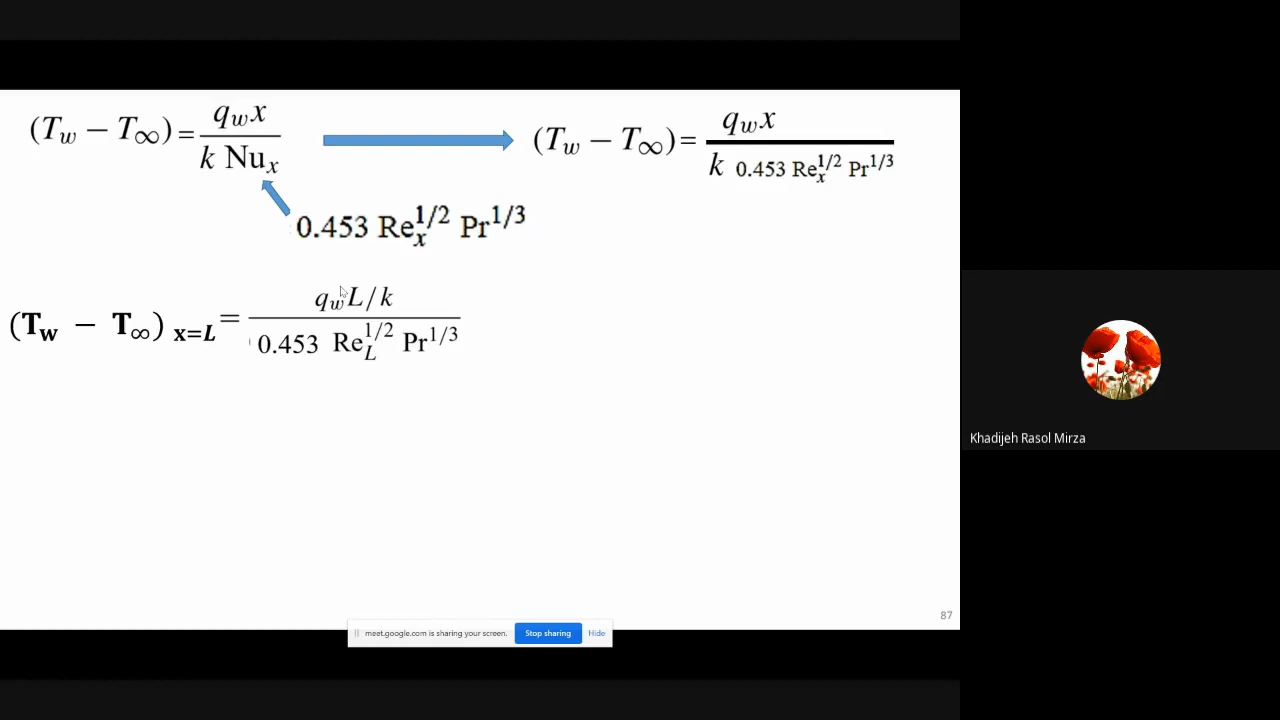 (T_w − T_∞) = q_w x / k Nu_x
(T_w − T_∞) = q_w x / k 0.453 Re_x^{1/2} Pr^{1/3}
0.453 Re_x^{1/2} Pr^{1/3}
(T_w − T_∞)_{x=L} = q_w L/k / 0.453 Re_L^{1/2} Pr^{1/3}
Khadijeh Rasol Mirza
87
meet.google.com is sharing your screen. Stop sharing Hide